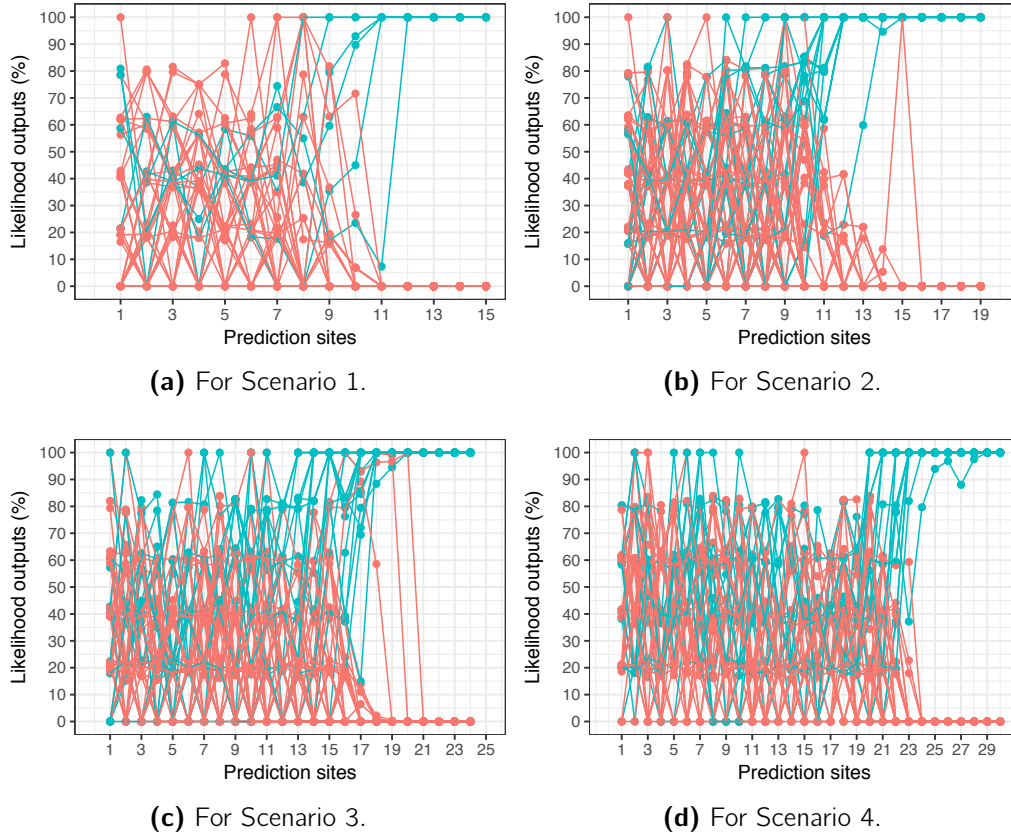 Likelihood outputs (%)
100
90
80
70
60
50
40
30
20
10
0
1 3 5 7 9 11 13 15
Prediction sites
(a) For Scenario 1.
Likelihood outputs (%)
100
90
80
70
60
50
40
30
20
10
0
1 3 5 7 9 11 13 15 17 19
Prediction sites
(b) For Scenario 2.
Likelihood outputs (%)
100
90
80
70
60
50
40
30
20
10
0
1 3 5 7 9 11 13 15 17 19 21 23 25
Prediction sites
(c) For Scenario 3.
Likelihood outputs (%)
100
90
80
70
60
50
40
30
20
10
0
1 3 5 7 9 11 13 15 17 19 21 23 25 27 29
Prediction sites
(d) For Scenario 4.